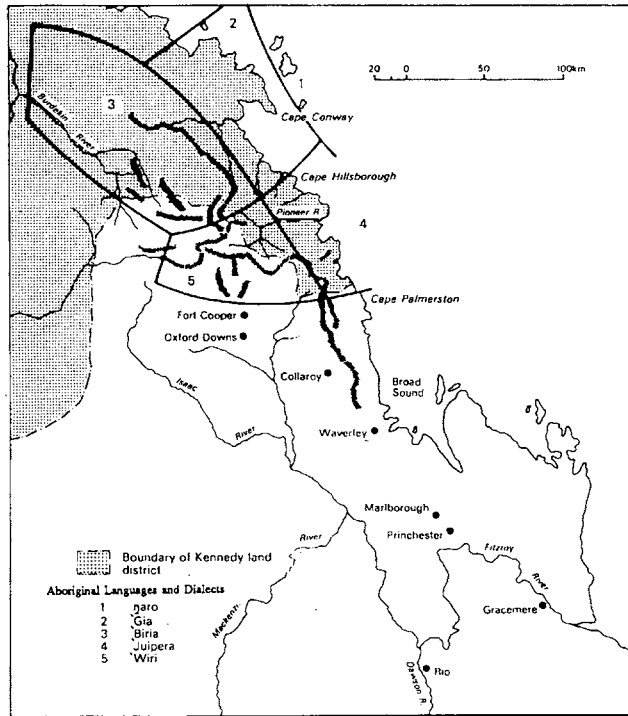 2
20 0 50 100km
1
3
Cape Conway
Burdekin
River
Cape Hillsborough
Pioneer R.
4
5
Cape Palmerston
Fort Cooper
Oxford Downs
Isaac
River
Collaroy
Broad
Sound
Waverley
Marlborough
Princhester
River
Fitzroy
River
Mackenzi
Gracemere
Dawson R.
Rio
Boundary of Kennedy land
district
Aboriginal Languages and Dialects
1 ŋaro
2 Gia
3 Biria
4 Juipera
5 Wiri